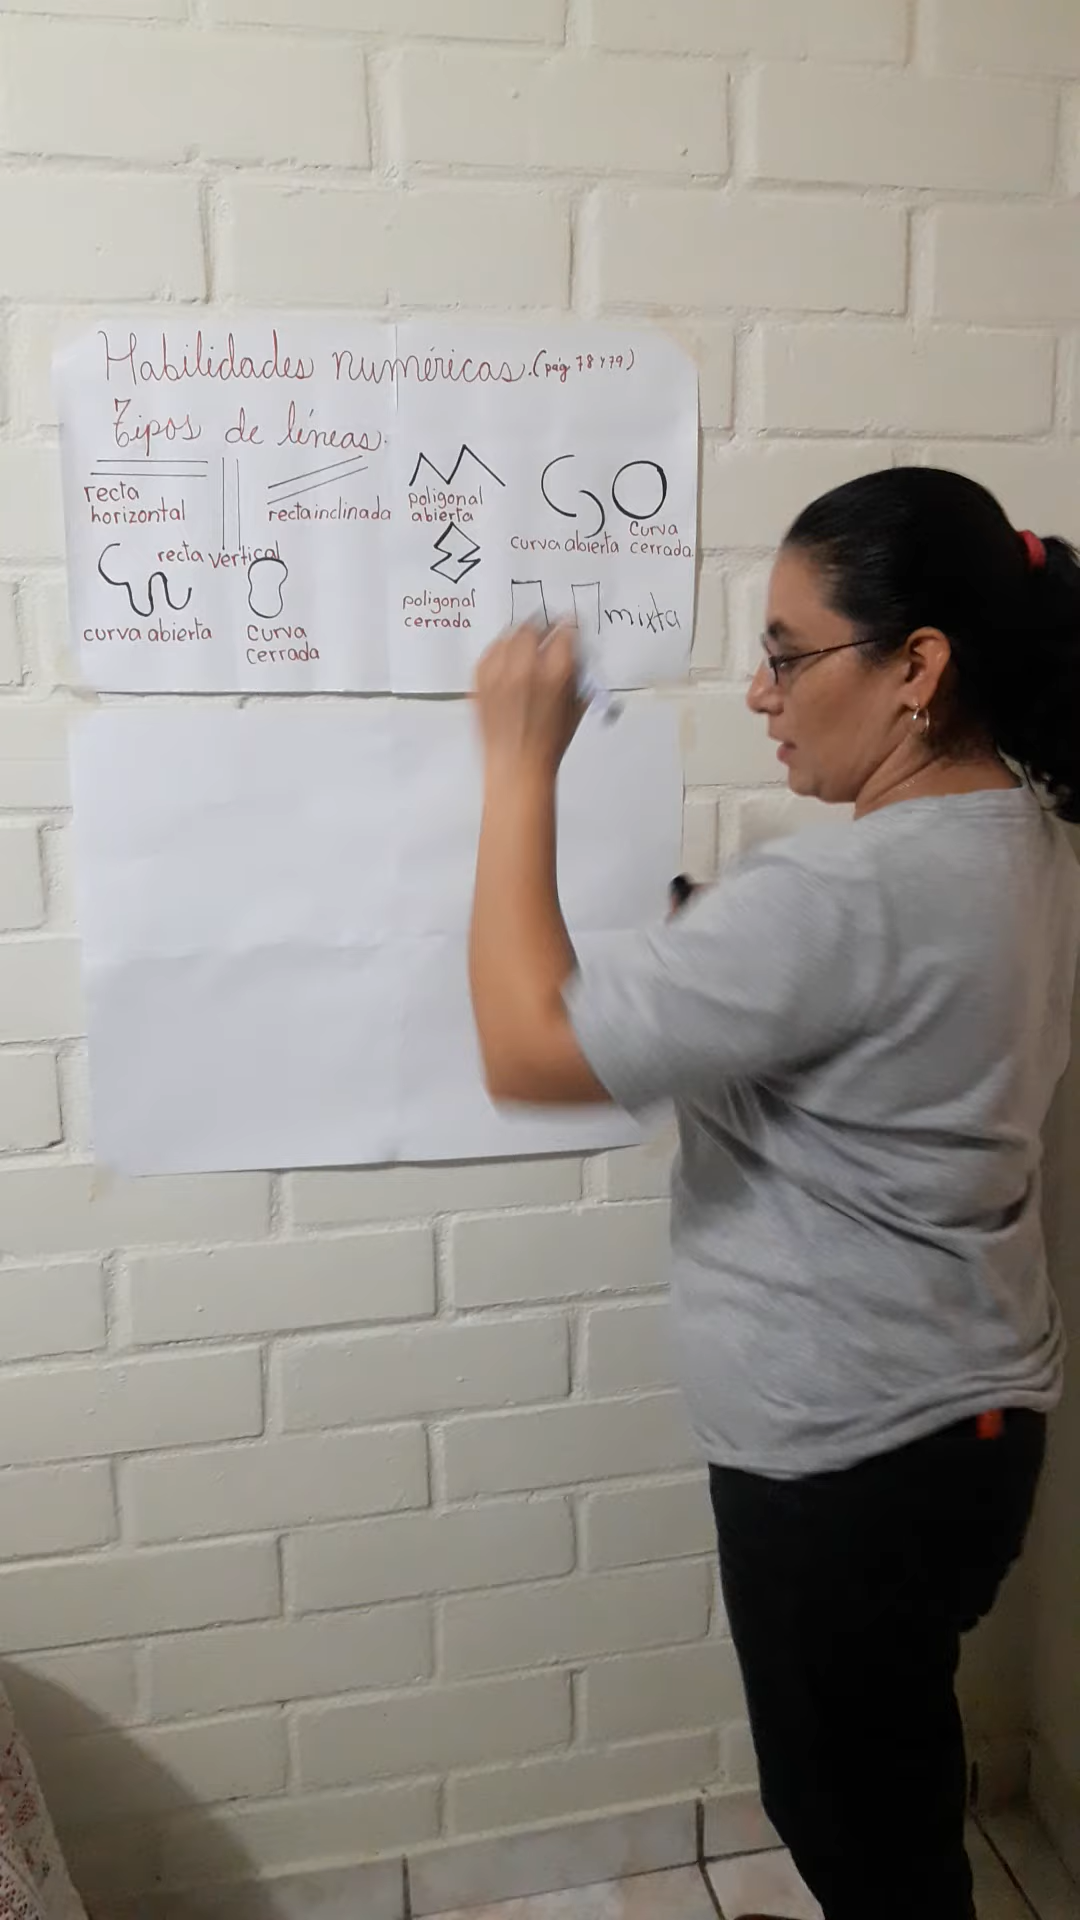 Habilidades numéricas. (pág 78 y 79)
Tipos de líneas.
recta
horizontal
recta vertical
recta inclinada
poligonal
abierta
curva abierta
Curva
cerrada
curva abierta
Curva
cerrada
poligonal
cerrada
mixta